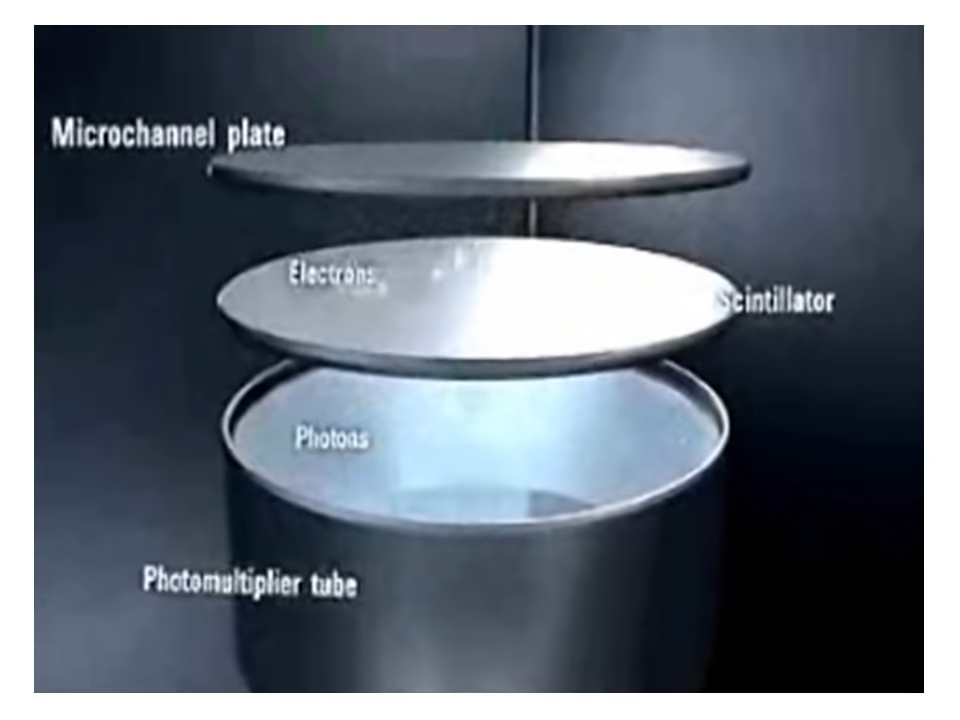 Microchannel plate
Electrons
Scintillator
Photons
Photomultiplier tube